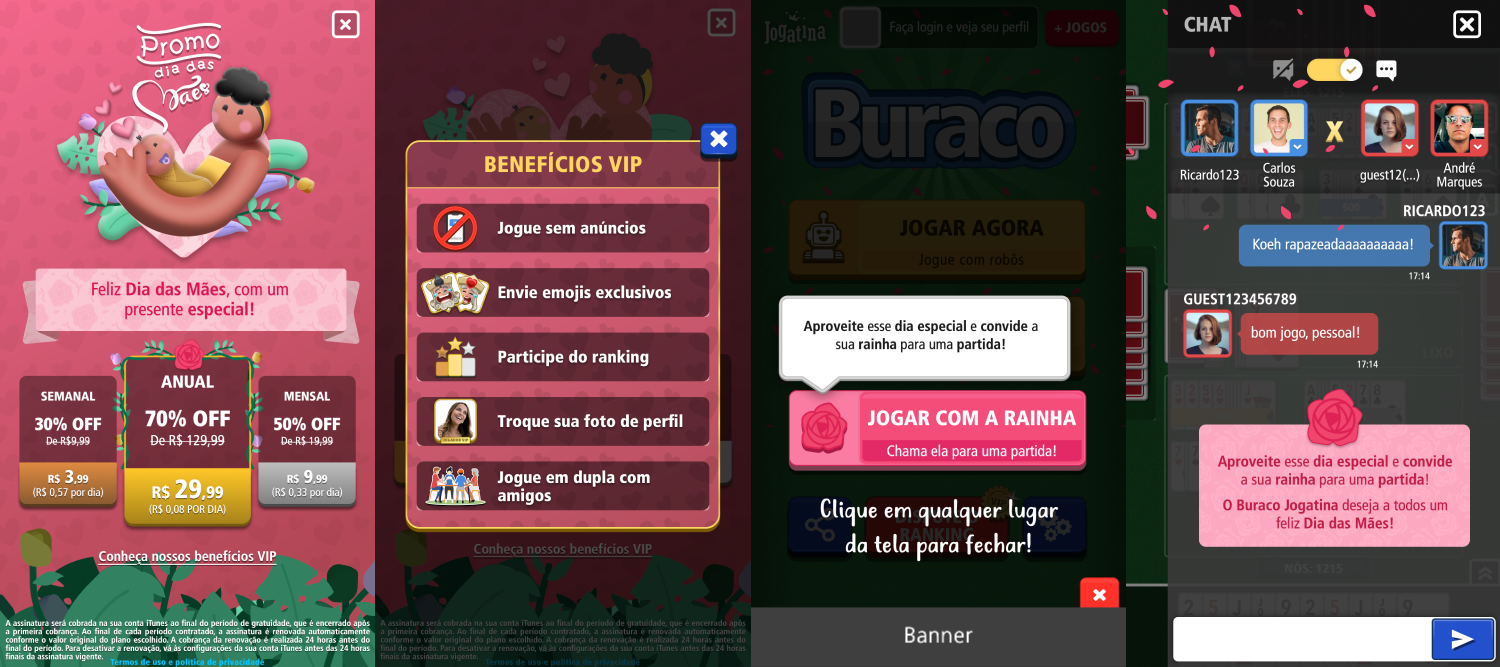 Promo
dia das
Mães
Feliz Dia das Mães, com um
presente especial!
SEMANAL
30% OFF
De R$9,99
R$ 3,99
(R$ 0,57 por dia)
ANUAL
70% OFF
De R$ 129,99
R$ 29,99
(R$ 0,08 POR DIA)
MENSAL
50% OFF
De R$ 19,99
R$ 9,99
(R$ 0,33 por dia)
Conheça nossos benefícios VIP
A assinatura será cobrada na sua conta iTunes ao final do período de gratuidade, que é encerrado após
a primeira cobrança. Ao final de cada período contratado, a assinatura é renovada automaticamente
conforme o valor original do plano escolhido. A cobrança da renovação é realizada 24 horas antes do
final do período. Para desativar a renovação, vá às configurações da sua conta iTunes antes das 24 horas
finais da assinatura vigente.
Termos de uso e política de privacidade
BENEFÍCIOS VIP
Jogue sem anúncios
Envie emojis exclusivos
Participe do ranking
Troque sua foto de perfil
JOGADOR VIP
Jogue em dupla com
amigos
Conheça nossos benefícios VIP
A assinatura será cobrada na sua conta iTunes ao final do período de gratuidade, que é encerrado após
a primeira cobrança. Ao final de cada período contratado, a assinatura é renovada automaticamente
conforme o valor original do plano escolhido. A cobrança da renovação é realizada 24 horas antes do
final do período. Para desativar a renovação, vá às configurações da sua conta iTunes antes das 24 horas
finais da assinatura vigente.
Termos de uso e política de privacidade
Jogatina
Faça login e veja seu perfil
+ JOGOS
Buraco
JOGAR AGORA
Jogue com robôs
Aproveite esse dia especial e convide a
sua rainha para uma partida!
JOGAR COM A RAINHA
Chama ela para uma partida!
VIP
RANKING
Clique em qualquer lugar
da tela para fechar!
Banner
CHAT
X
Ricardo123
Carlos
Souza
guest12(...)
André
Marques
RICARDO123
Koeh rapazeadaaaaaaaaaa!
17:14
GUEST123456789
bom jogo, pessoal!
17:14
LIXO
Aproveite esse dia especial e convide
a sua rainha para uma partida!
O Buraco Jogatina deseja a todos um
feliz Dia das Mães!
NÓS: 1215